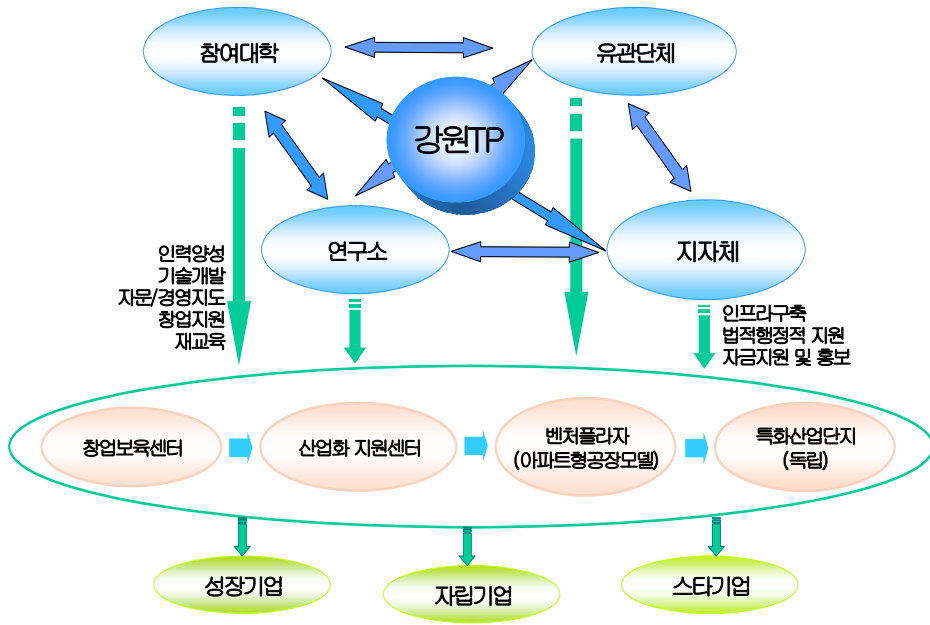 참여대학
유관단체
강원TP
연구소
지자체
인력양성
기술개발
자문/경영지도
창업지원
재교육
인프라구축
법적행정적 지원
자금지원 및 홍보
창업보육센터
산업화 지원센터
벤처플라자
(아파트형공장모델)
특화산업단지
(독립)
성장기업
자립기업
스타기업